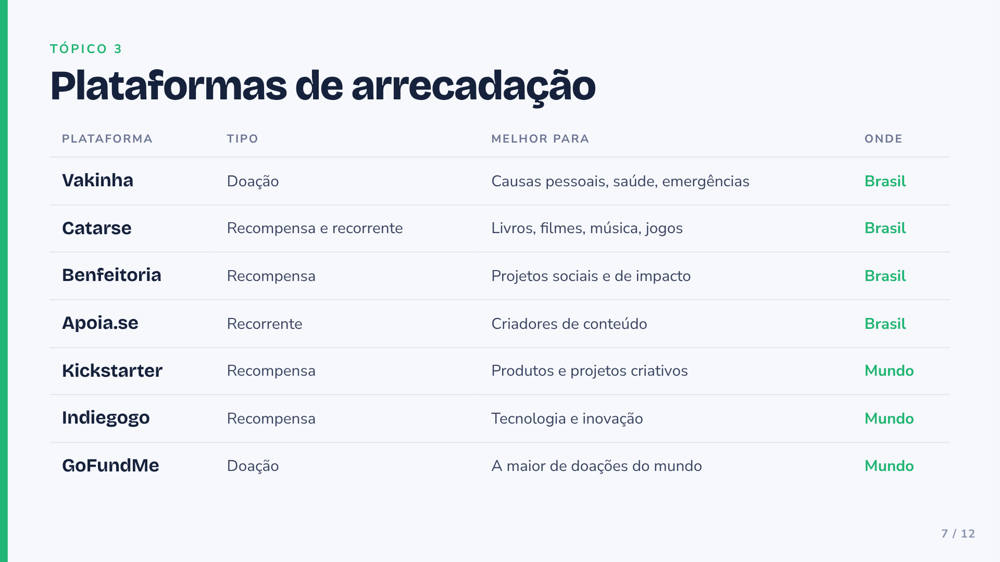 TÓPICO 3
Plataformas de arrecadação
PLATAFORMA TIPO MELHOR PARA ONDE
Vakinha Doação Causas pessoais, saúde, emergências Brasil
Catarse Recompensa e recorrente Livros, filmes, música, jogos Brasil
Benfeitoria Recompensa Projetos sociais e de impacto Brasil
Apoia.se Recorrente Criadores de conteúdo Brasil
Kickstarter Recompensa Produtos e projetos criativos Mundo
Indiegogo Recompensa Tecnologia e inovação Mundo
GoFundMe Doação A maior de doações do mundo Mundo
7 / 12